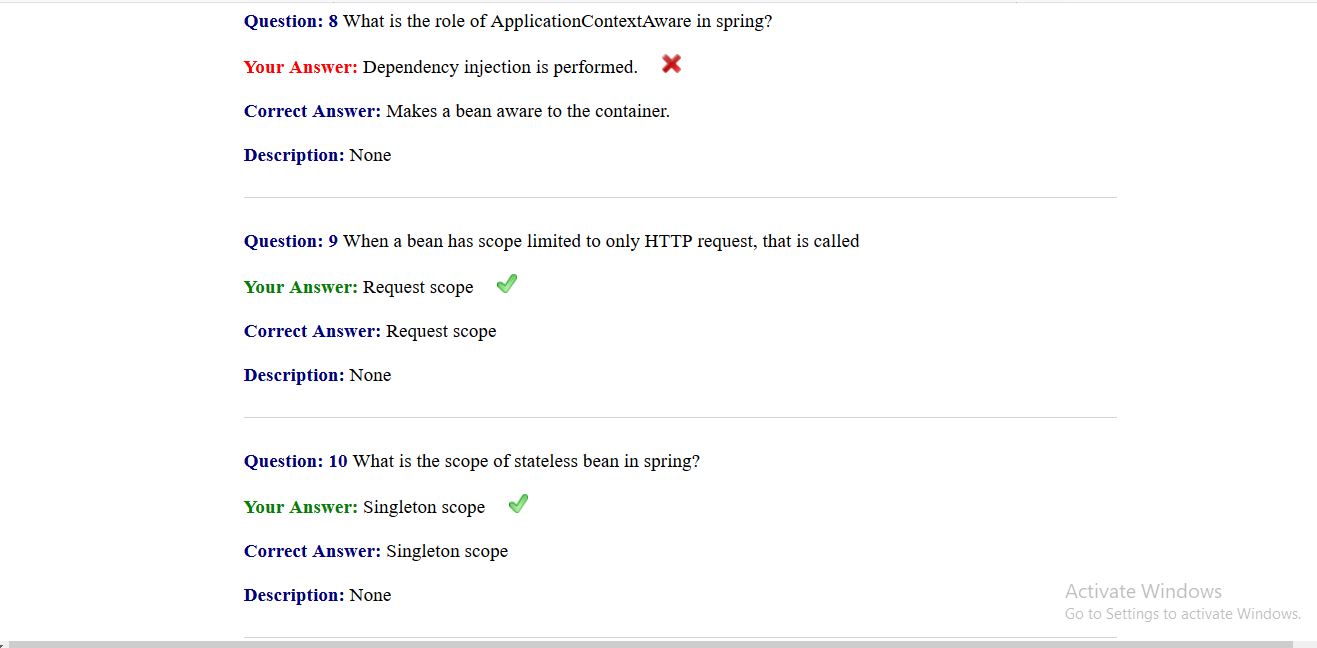 Question: 8 What is the role of ApplicationContextAware in spring?
Your Answer: Dependency injection is performed.
Correct Answer: Makes a bean aware to the container.
Description: None
Question: 9 When a bean has scope limited to only HTTP request, that is called
Your Answer: Request scope
Correct Answer: Request scope
Description: None
Question: 10 What is the scope of stateless bean in spring?
Your Answer: Singleton scope
Correct Answer: Singleton scope
Description: None
Activate Windows
Go to Settings to activate Windows.